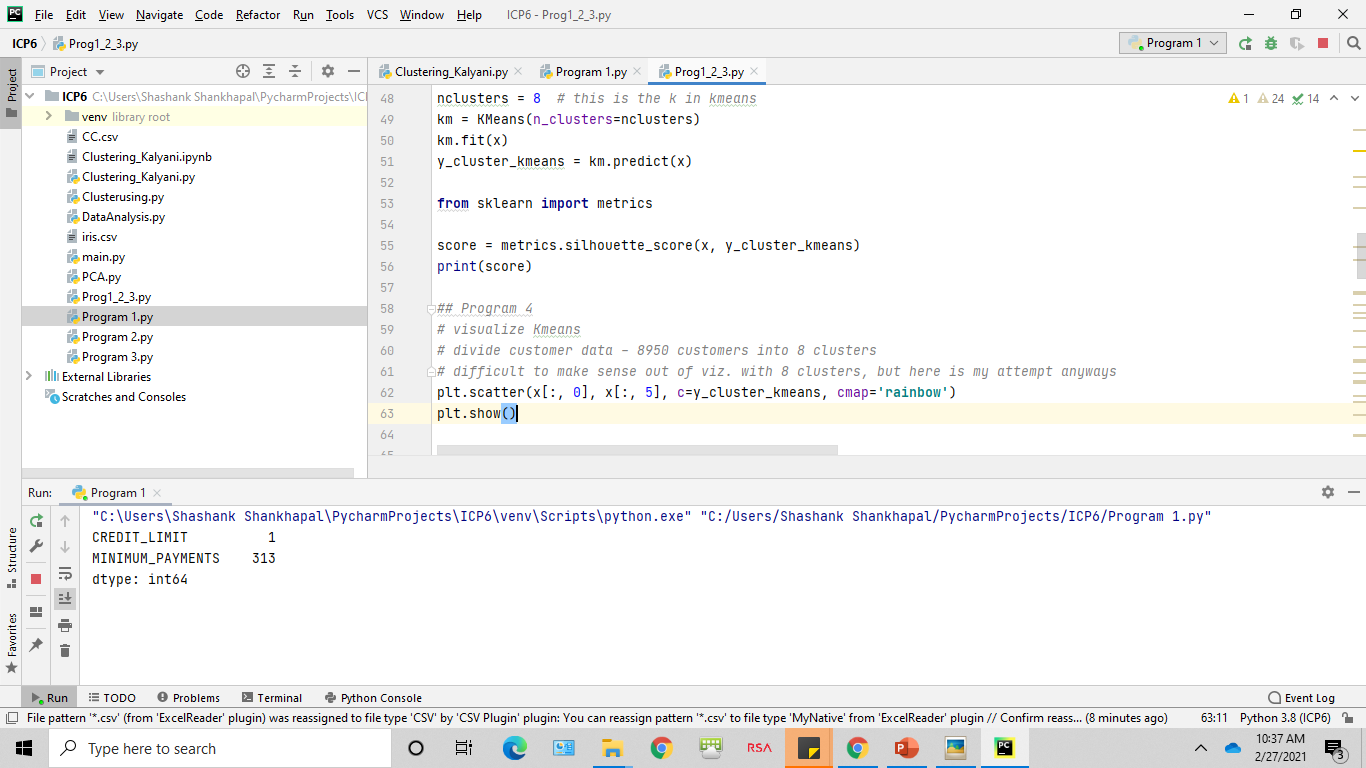 File Edit View Navigate Code Refactor Run Tools VCS Window Help ICP6 - Prog1_2_3.py
ICP6 Prog1_2_3.py Program 1
Project Clustering_Kalyani.py Program 1.py Prog1_2_3.py
Project
ICP6 C:\Users\Shashank Shankhapal\PycharmProjects\ICI
venv library root
CC.csv
Clustering_Kalyani.ipynb
Clustering_Kalyani.py
Clusterusing.py
DataAnalysis.py
iris.csv
main.py
PCA.py
Prog1_2_3.py
Program 1.py
Program 2.py
Program 3.py
External Libraries
Scratches and Consoles
1 24 14
48 nclusters = 8  # this is the k in kmeans
49 km = KMeans(n_clusters=nclusters)
50 km.fit(x)
51 y_cluster_kmeans = km.predict(x)
52
53 from sklearn import metrics
54
55 score = metrics.silhouette_score(x, y_cluster_kmeans)
56 print(score)
57
58 ## Program 4
59 # visualize Kmeans
60 # divide customer data – 8950 customers into 8 clusters
61 # difficult to make sense out of viz. with 8 clusters, but here is my attempt anyways
62 plt.scatter(x[:, 0], x[:, 5], c=y_cluster_kmeans, cmap='rainbow')
63 plt.show()
64
Run: Program 1
"C:\Users\Shashank Shankhapal\PycharmProjects\ICP6\venv\Scripts\python.exe" "C:/Users/Shashank Shankhapal/PycharmProjects/ICP6/Program 1.py"
CREDIT_LIMIT          1
MINIMUM_PAYMENTS    313
dtype: int64
Structure
Favorites
Run TODO Problems Terminal Python Console Event Log
File pattern '*.csv' (from 'ExcelReader' plugin) was reassigned to file type 'CSV' by 'CSV Plugin' plugin: You can reassign pattern '*.csv' to file type 'MyNative' from 'ExcelReader' plugin // Confirm reass... (8 minutes ago) 63:11 Python 3.8 (ICP6)
Type here to search RSA 10:37 AM
2/27/2021 3